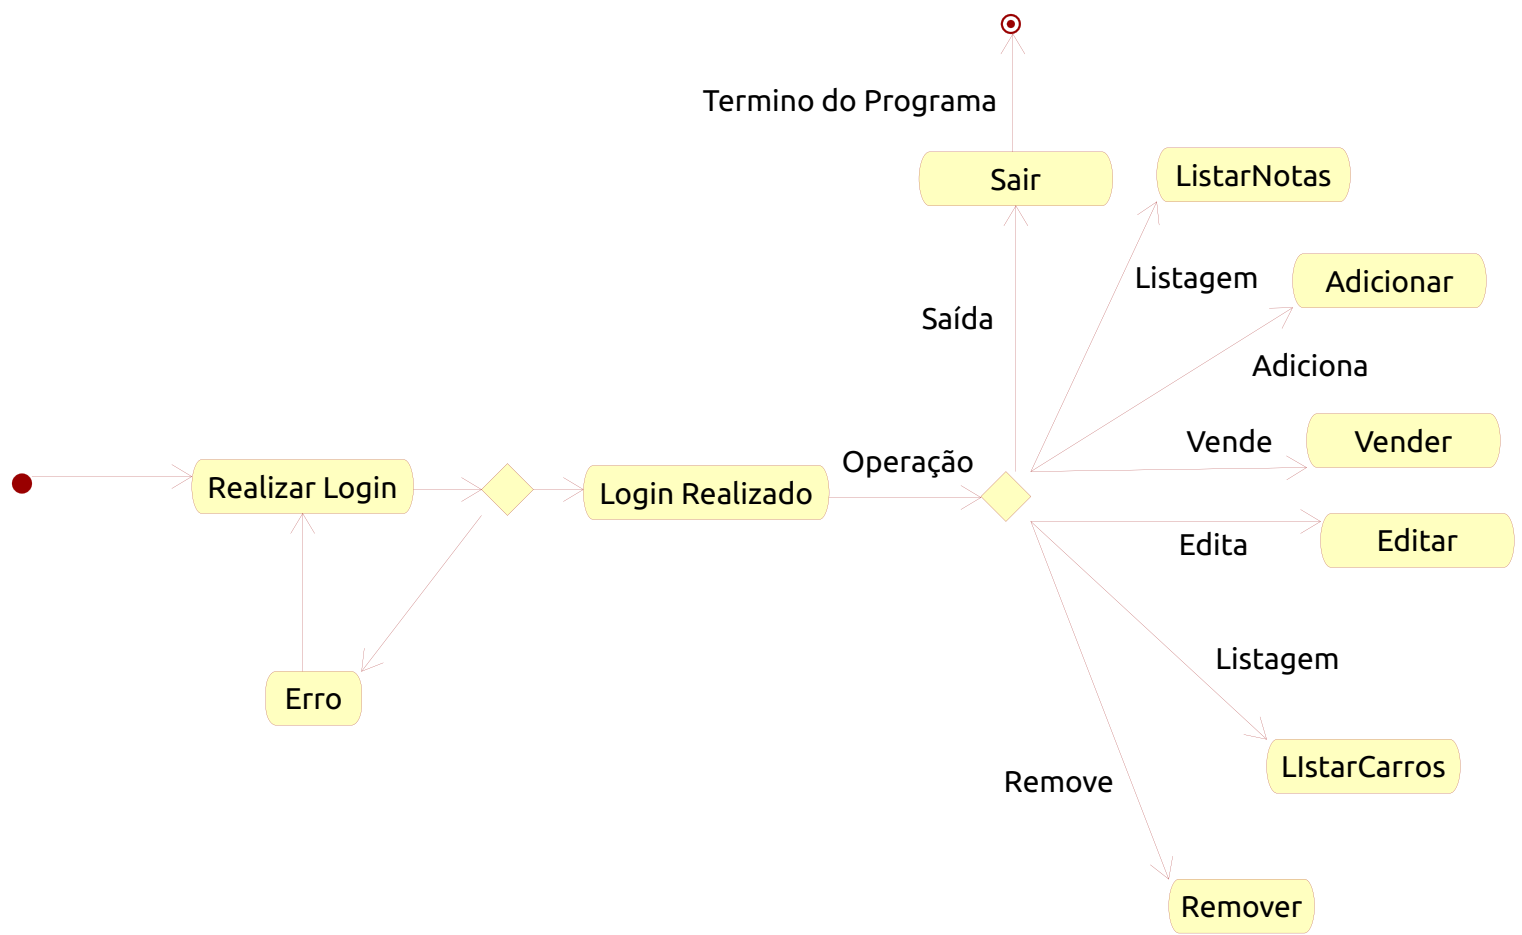 Termino do Programa
Sair
ListarNotas
Listagem
Adicionar
Saída
Adiciona
Vende
Vender
Operação
Realizar Login
Login Realizado
Edita
Editar
Listagem
Erro
LIstarCarros
Remove
Remover